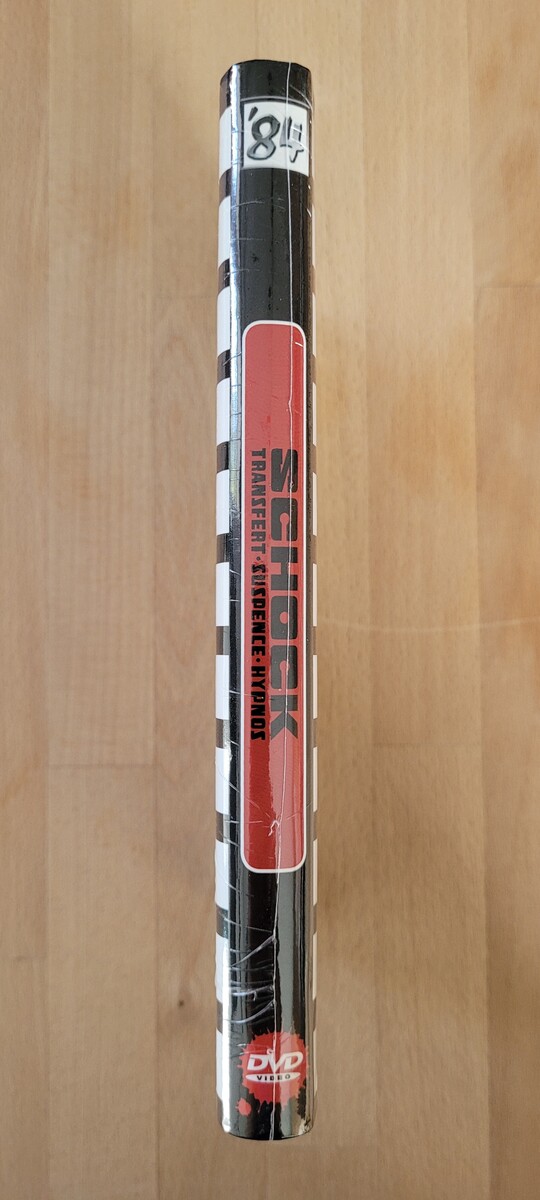 '84
SCHOCK
TRANSFERT·SUSPENCE·HYPNOS
DVD
VIDEO